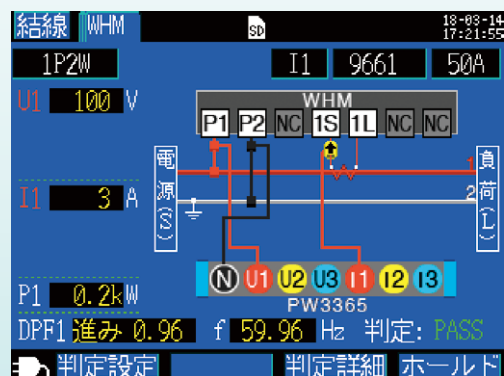 結線 WHM SD 18-03-14
17:21:55
1P2W I1 9661 50A
U1 100 V
WHM
P1 P2 NC 1S 1L NC NC
電源(S)
1
2
負荷(L)
I1 3 A
N U1 U2 U3 I1 I2 I3
PW3365
P1 0.2kW
DPF1 進み 0.96 f 59.96 Hz 判定: PASS
判定設定 判定詳細 ホールド